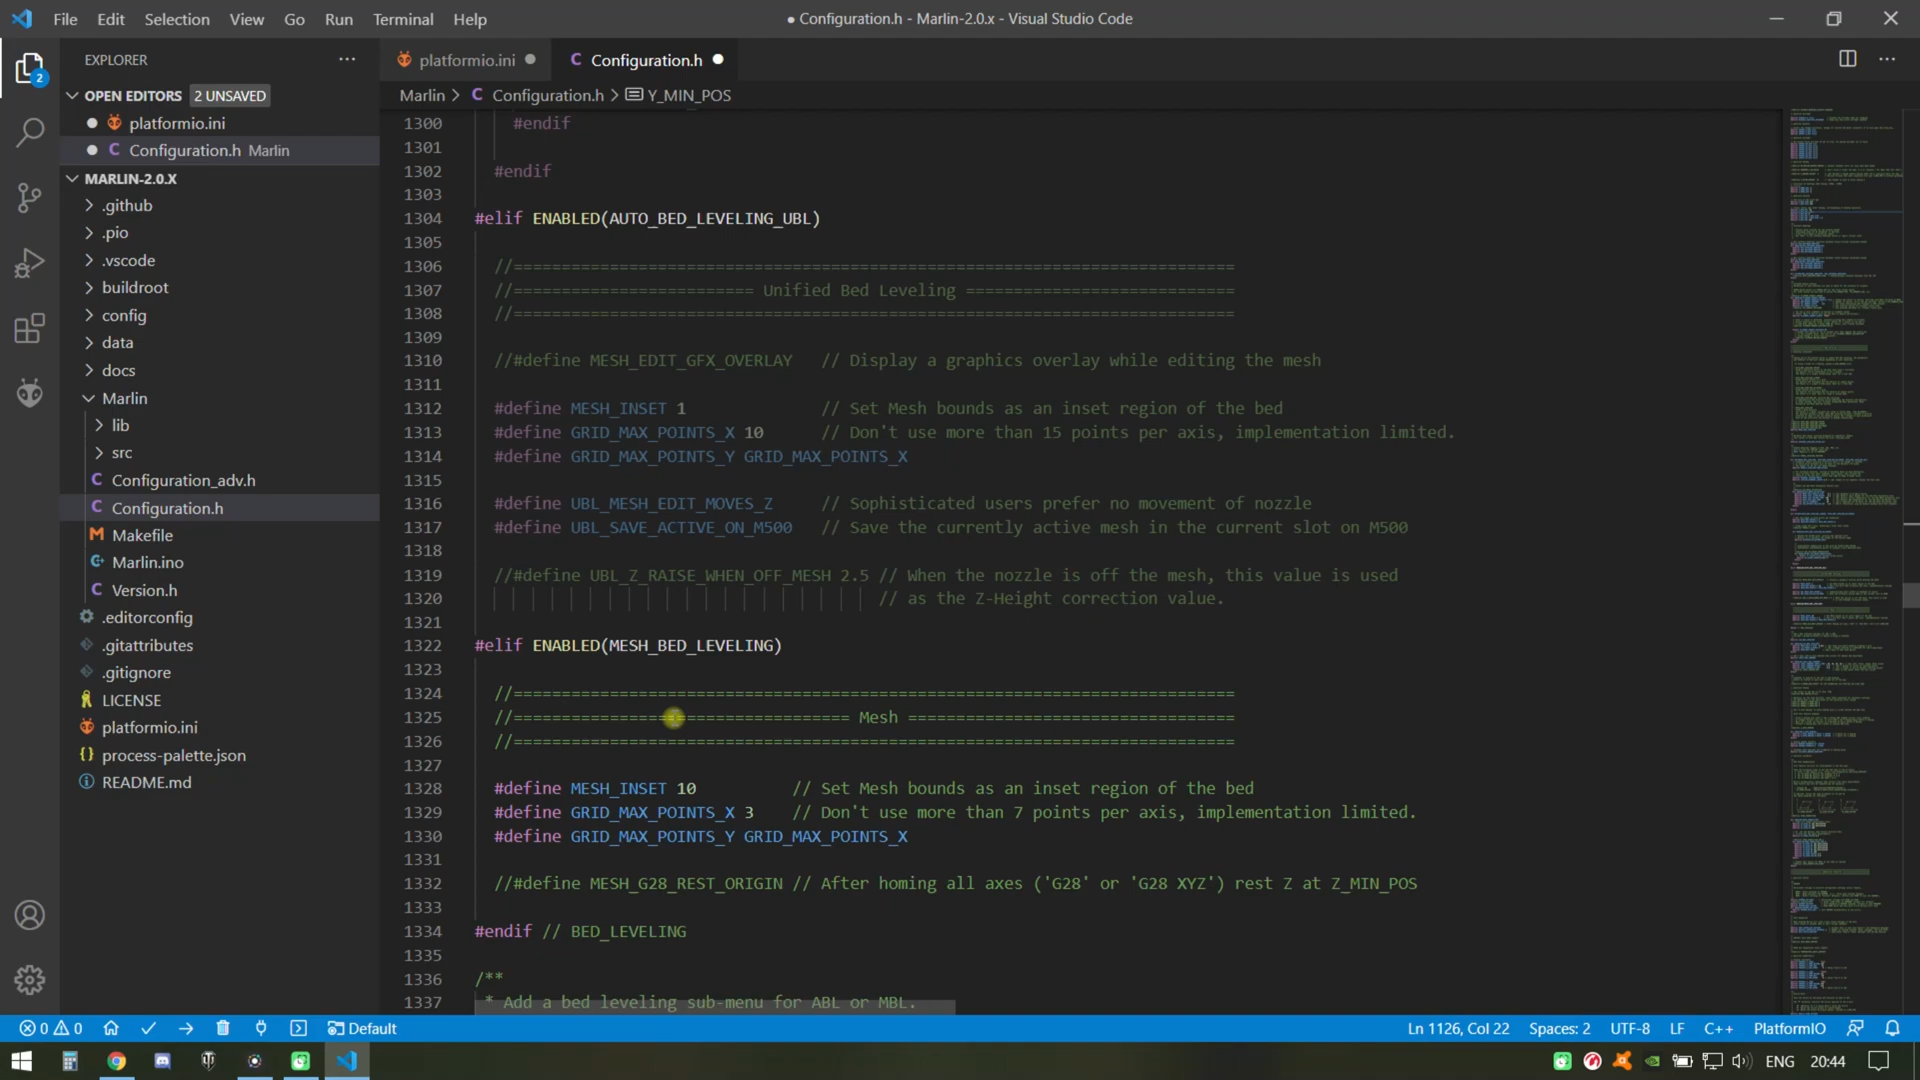 File Edit Selection View Go Run Terminal Help
● Configuration.h - Marlin-2.0.x - Visual Studio Code
EXPLORER
OPEN EDITORS 2 UNSAVED
platformio.ini
Configuration.h Marlin
MARLIN-2.0.X
.github
.pio
.vscode
buildroot
config
data
docs
Marlin
lib
src
Configuration_adv.h
Configuration.h
Makefile
Marlin.ino
Version.h
.editorconfig
.gitattributes
.gitignore
LICENSE
platformio.ini
process-palette.json
README.md
platformio.ini
Configuration.h
Marlin > C Configuration.h > Y_MIN_POS
1300 #endif
1301
1302 #endif
1303
1304 #elif ENABLED(AUTO_BED_LEVELING_UBL)
1305
1306 //===========================================================================
1307 //========================= Unified Bed Leveling ============================
1308 //===========================================================================
1309
1310 //#define MESH_EDIT_GFX_OVERLAY // Display a graphics overlay while editing the mesh
1311
1312 #define MESH_INSET 1 // Set Mesh bounds as an inset region of the bed
1313 #define GRID_MAX_POINTS_X 10 // Don't use more than 15 points per axis, implementation limited.
1314 #define GRID_MAX_POINTS_Y GRID_MAX_POINTS_X
1315
1316 #define UBL_MESH_EDIT_MOVES_Z // Sophisticated users prefer no movement of nozzle
1317 #define UBL_SAVE_ACTIVE_ON_M500 // Save the currently active mesh in the current slot on M500
1318
1319 //#define UBL_Z_RAISE_WHEN_OFF_MESH 2.5 // When the nozzle is off the mesh, this value is used
1320 // as the Z-Height correction value.
1321
1322 #elif ENABLED(MESH_BED_LEVELING)
1323
1324 //===========================================================================
1325 //=================================== Mesh ==================================
1326 //===========================================================================
1327
1328 #define MESH_INSET 10 // Set Mesh bounds as an inset region of the bed
1329 #define GRID_MAX_POINTS_X 3 // Don't use more than 7 points per axis, implementation limited.
1330 #define GRID_MAX_POINTS_Y GRID_MAX_POINTS_X
1331
1332 //#define MESH_G28_REST_ORIGIN // After homing all axes ('G28' or 'G28 XYZ') rest Z at Z_MIN_POS
1333
1334 #endif // BED_LEVELING
1335
1336 /**
1337 * Add a bed leveling sub-menu for ABL or MBL.
0 0 Default
Ln 1126, Col 22 Spaces: 2 UTF-8 LF C++ PlatformIO
ENG 20:44